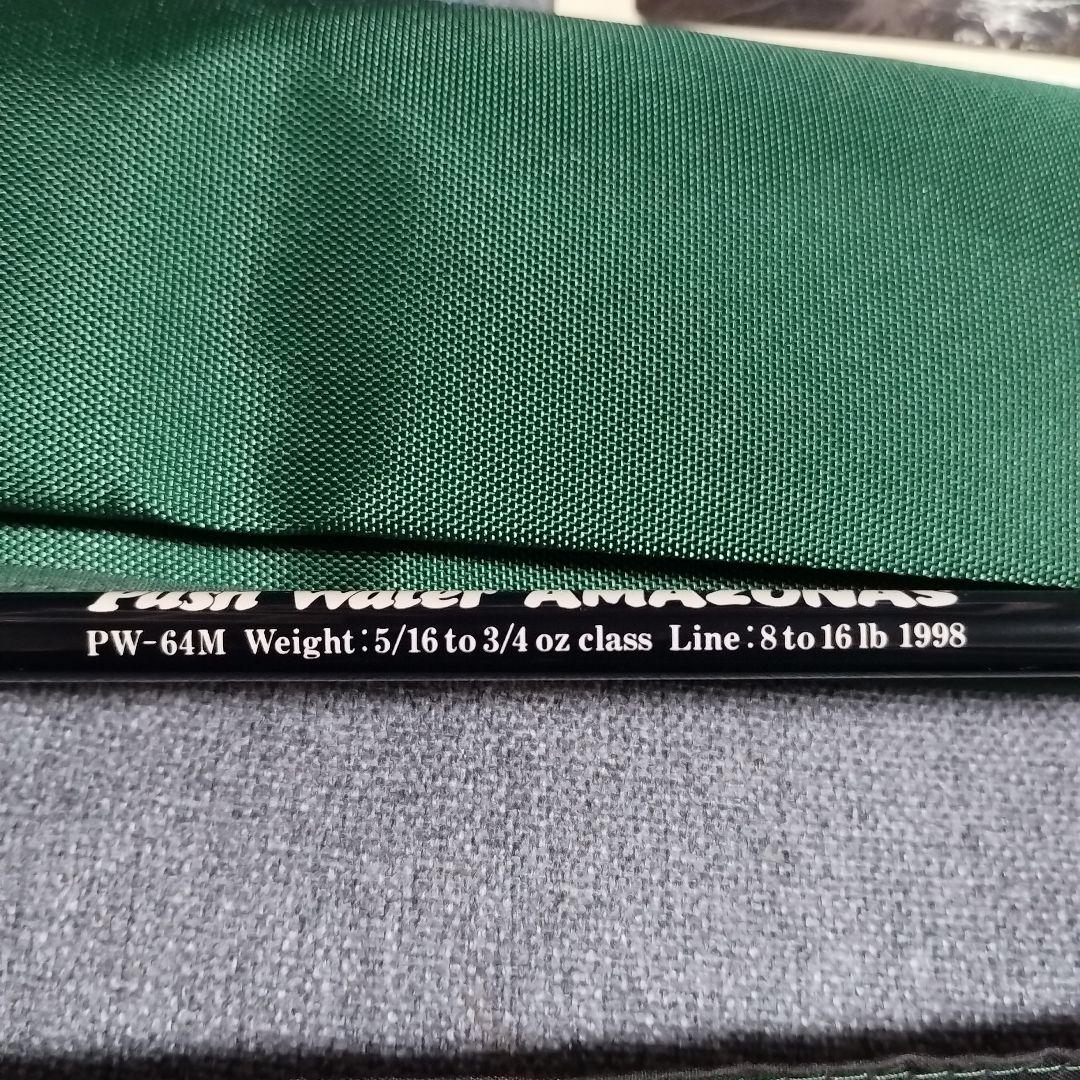 Push Water AMAZONAS
PW-64M Weight:5/16 to 3/4 oz class Line:8 to 16 lb 1998